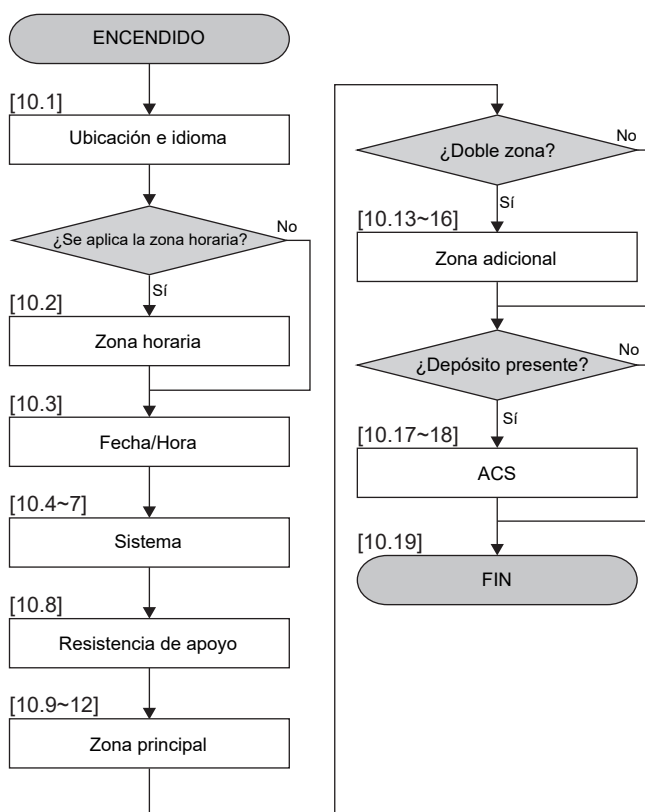 ENCENDIDO
[10.1]
Ubicación e idioma
¿Se aplica la zona horaria?
No
Sí
[10.2]
Zona horaria
[10.3]
Fecha/Hora
[10.4~7]
Sistema
[10.8]
Resistencia de apoyo
[10.9~12]
Zona principal
¿Doble zona?
No
Sí
[10.13~16]
Zona adicional
¿Depósito presente?
No
Sí
[10.17~18]
ACS
[10.19]
FIN